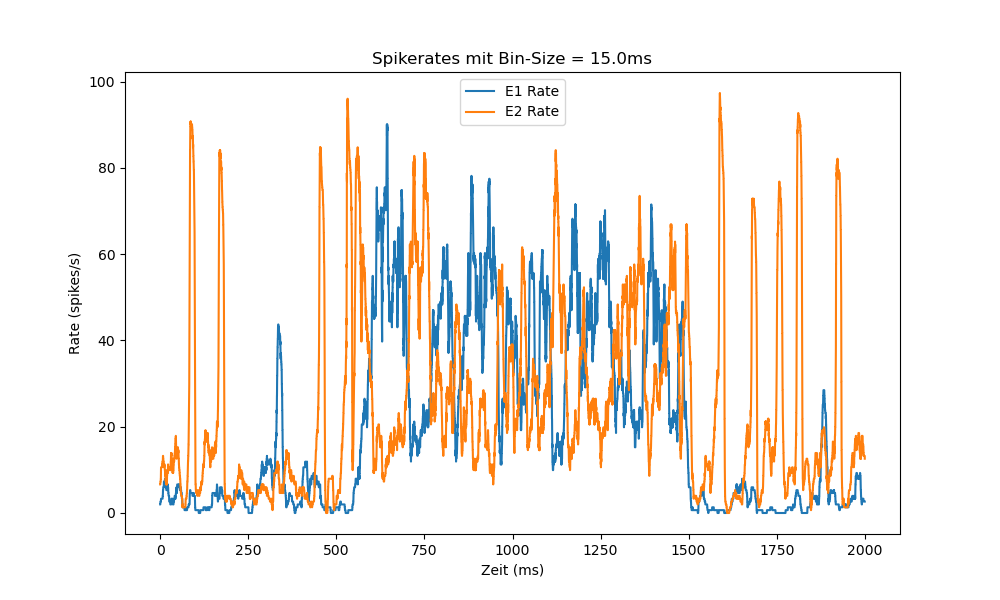 Spikerates mit Bin-Size = 15.0ms
E1 Rate
E2 Rate
100
80
60
40
20
0
Rate (spikes/s)
0 250 500 750 1000 1250 1500 1750 2000
Zeit (ms)